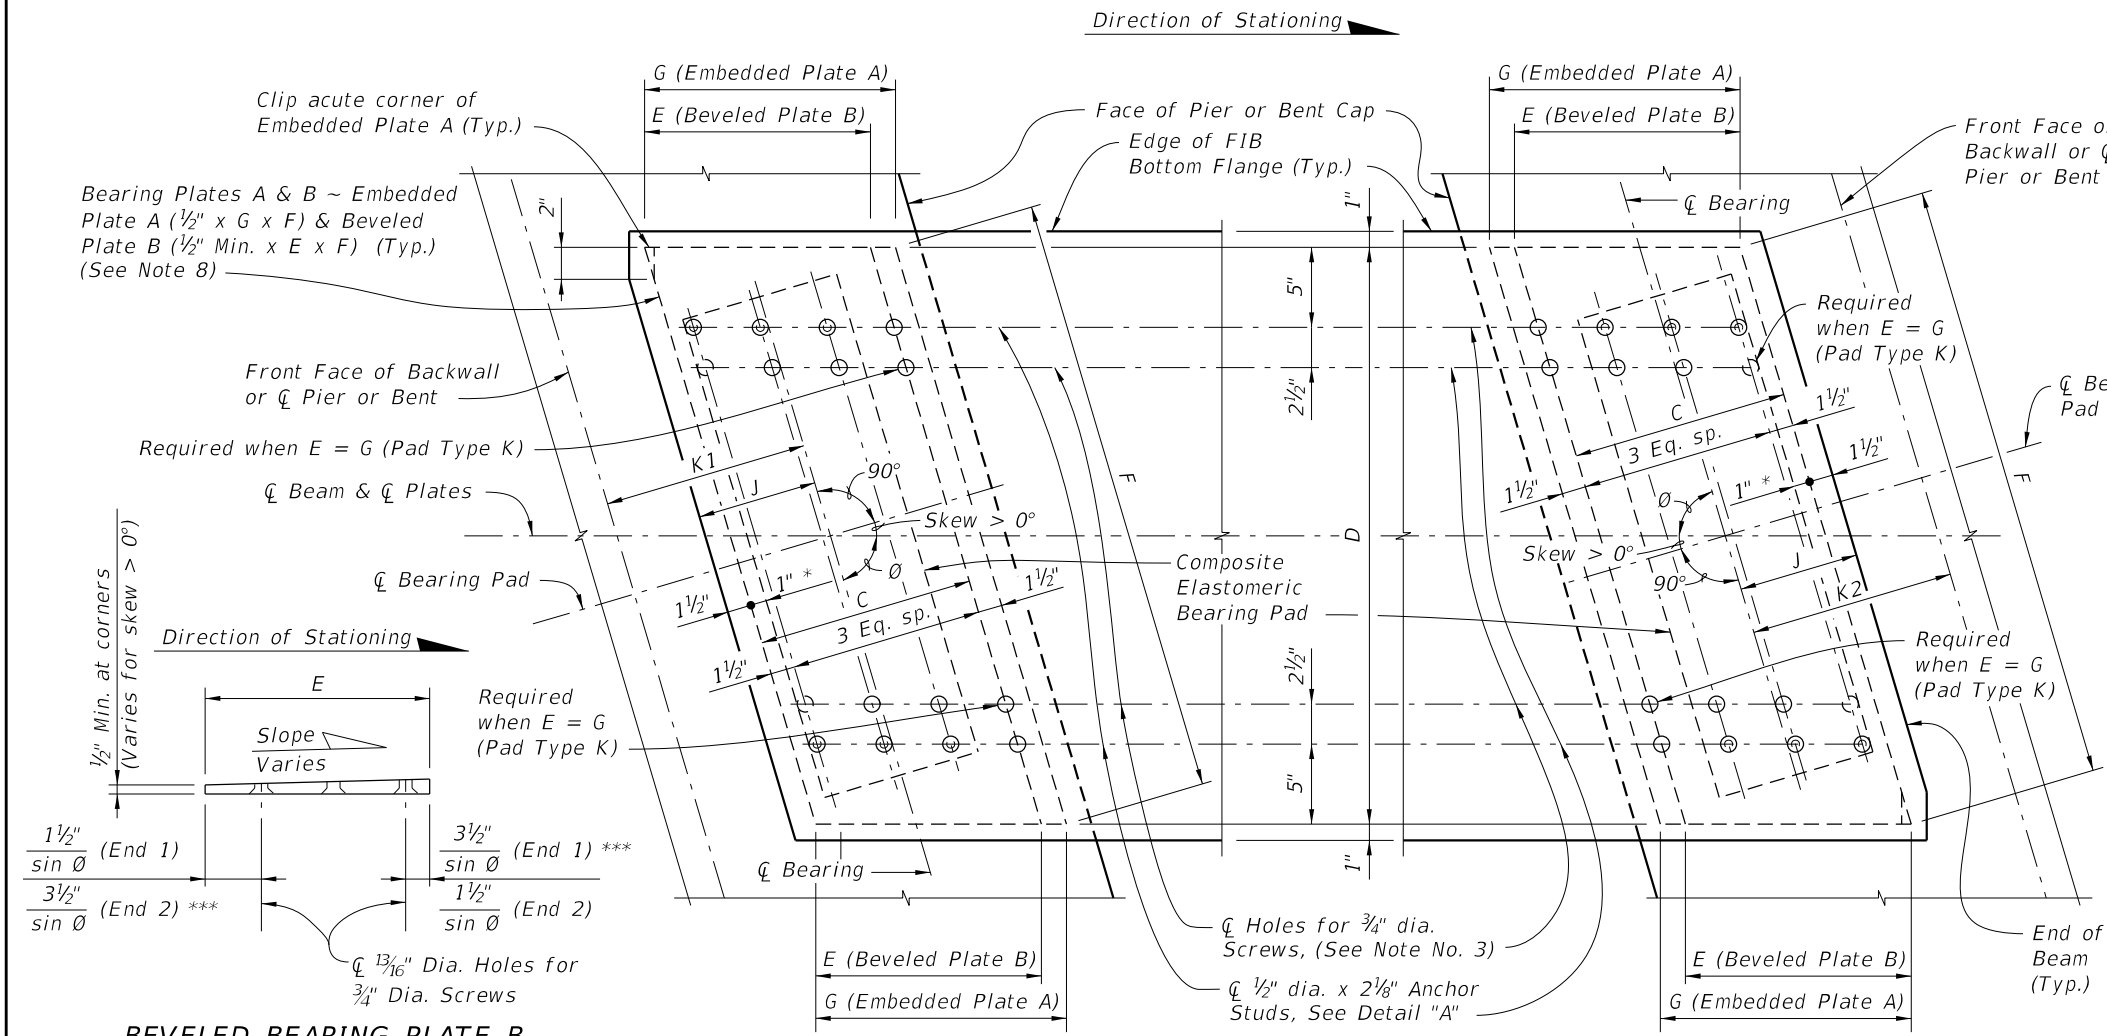 Direction of Stationing
G (Embedded Plate A)
E (Beveled Plate B)
Clip acute corner of
Embedded Plate A (Typ.)
Face of Pier or Bent Cap
Edge of FIB
Bottom Flange (Typ.)
G (Embedded Plate A)
E (Beveled Plate B)
Front Face o
Backwall or ℄
Pier or Bent
Bearing Plates A & B ~ Embedded
Plate A (½" x G x F) & Beveled
Plate B (½" Min. x E x F) (Typ.)
(See Note 8)
2"
1"
℄ Bearing
5"
2½"
Required
when E = G
(Pad Type K)
Front Face of Backwall
or ℄ Pier or Bent
Required when E = G (Pad Type K)
℄ Beam & ℄ Plates
℄ Bearing Pad
K1
J
90°
Skew > 0°
Ø
F
1½"
1" *
C
3 Eq. sp.
1½"
1½"
Composite
Elastomeric
Bearing Pad
D
C
1½"
3 Eq. sp.
1½"
1½"
1" *
Ø
Skew > 0°
90°
J
K2
F
℄ Be
Pad
Required
when E = G
(Pad Type K)
½" Min. at corners
(Varies for skew > 0°)
Direction of Stationing
E
Slope
Varies
Required
when E = G
(Pad Type K)
2½"
5"
1"
1½"
sin Ø
(End 1)
3½"
sin Ø
(End 2) ***
3½"
sin Ø
(End 1) ***
1½"
sin Ø
(End 2)
℄ 13/16" Dia. Holes for
¾" Dia. Screws
℄ Bearing
E (Beveled Plate B)
G (Embedded Plate A)
℄ Holes for ¾" dia.
Screws, (See Note No. 3)
℄ ½" dia. x 2⅛" Anchor
Studs, See Detail "A"
E (Beveled Plate B)
G (Embedded Plate A)
End of
Beam
(Typ.)
BEVELED BEARING PLATE B